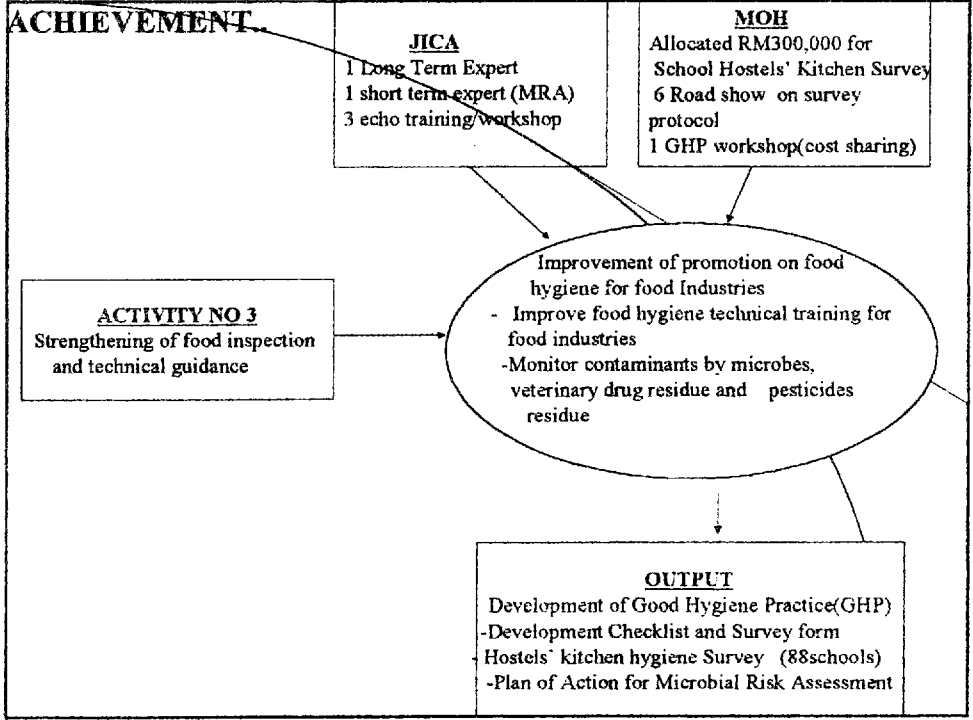 ACHIEVEMENT..
JICA
1 Long Term Expert
1 short term expert (MRA)
3 echo training/workshop
MOH
Allocated RM300,000 for
School Hostels' Kitchen Survey
6 Road show on survey
protocol
1 GHP workshop(cost sharing)
ACTIVITY NO 3
Strengthening of food inspection
and technical guidance
Improvement of promotion on food
hygiene for food Industries
- Improve food hygiene technical training for
food industries
-Monitor contaminants by microbes,
veterinary drug residue and pesticides
residue
OUTPUT
Development of Good Hygiene Practice(GHP)
-Development Checklist and Survey form
- Hostels' kitchen hygiene Survey (88schools)
-Plan of Action for Microbial Risk Assessment